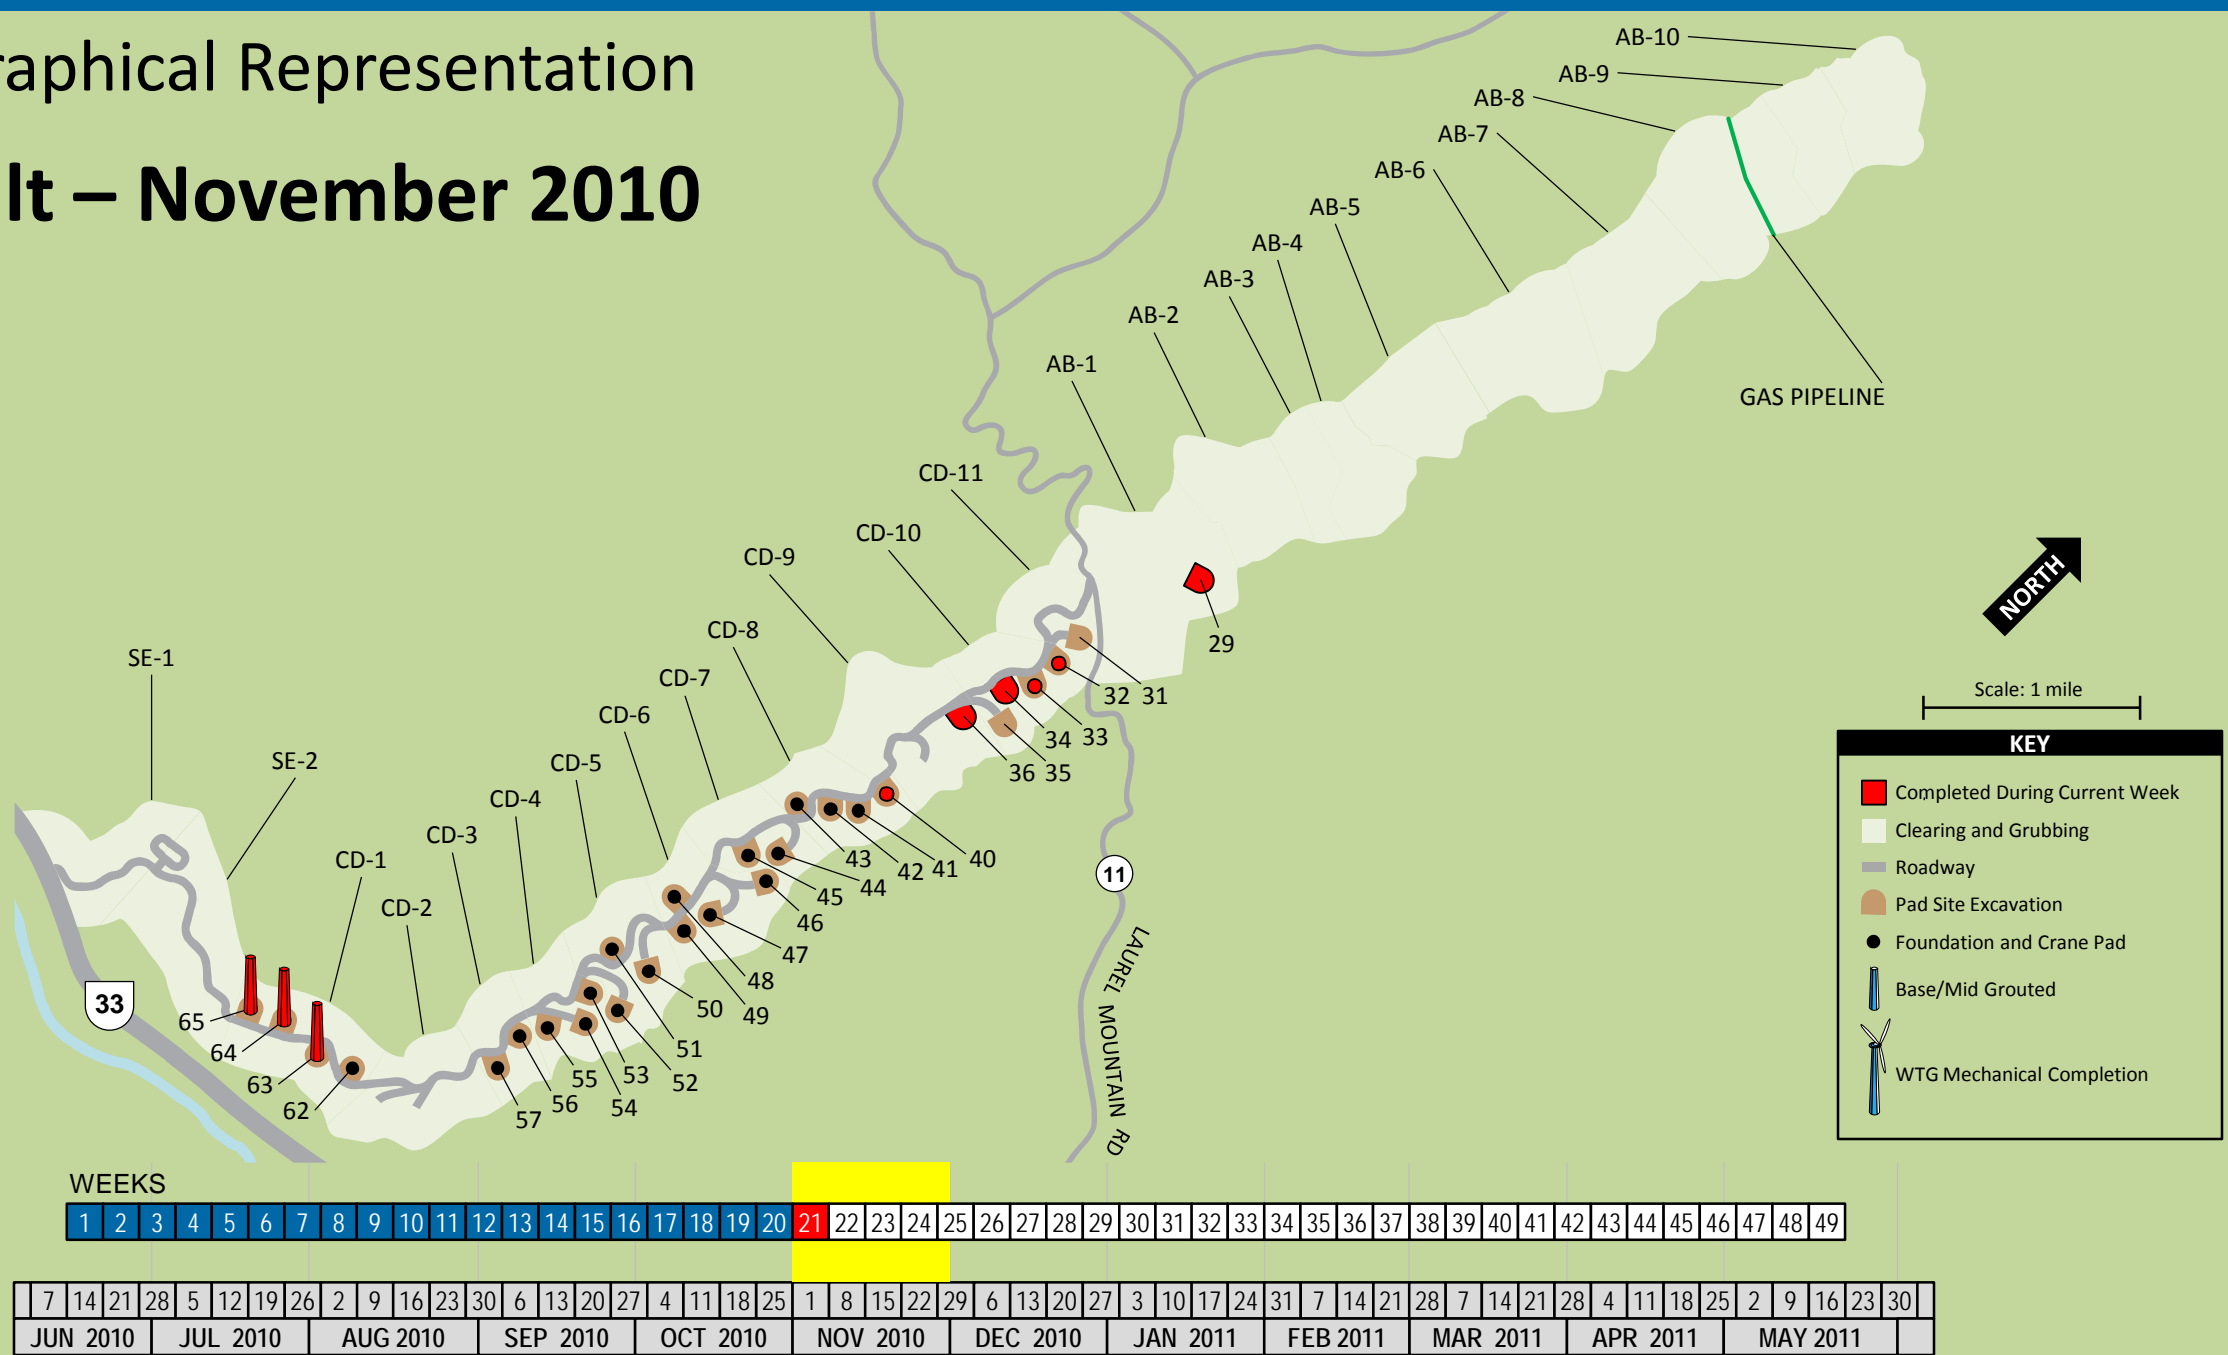 raphical Representation
lt – November 2010
AB-10
AB-9
AB-8
AB-7
AB-6
AB-5
AB-4
AB-3
AB-2
AB-1
GAS PIPELINE
CD-11
CD-10
CD-9
CD-8
CD-7
CD-6
CD-5
CD-4
CD-3
CD-2
CD-1
SE-2
SE-1
NORTH
Scale: 1 mile
29
32 31
34 33
36 35
43 42 41 40
45 44
46
47
48
49
50
51
52
53
54
55
56
57
62
63
64
65
33
11
LAUREL MOUNTAIN RD
KEY
Completed During Current Week
Clearing and Grubbing
Roadway
Pad Site Excavation
Foundation and Crane Pad
Base/Mid Grouted
WTG Mechanical Completion
WEEKS
1 2 3 4 5 6 7 8 9 10 11 12 13 14 15 16 17 18 19 20 21 22 23 24 25 26 27 28 29 30 31 32 33 34 35 36 37 38 39 40 41 42 43 44 45 46 47 48 49
7 14 21 28 5 12 19 26 2 9 16 23 30 6 13 20 27 4 11 18 25 1 8 15 22 29 6 13 20 27 3 10 17 24 31 7 14 21 28 7 14 21 28 4 11 18 25 2 9 16 23 30
JUN 2010 JUL 2010 AUG 2010 SEP 2010 OCT 2010 NOV 2010 DEC 2010 JAN 2011 FEB 2011 MAR 2011 APR 2011 MAY 2011